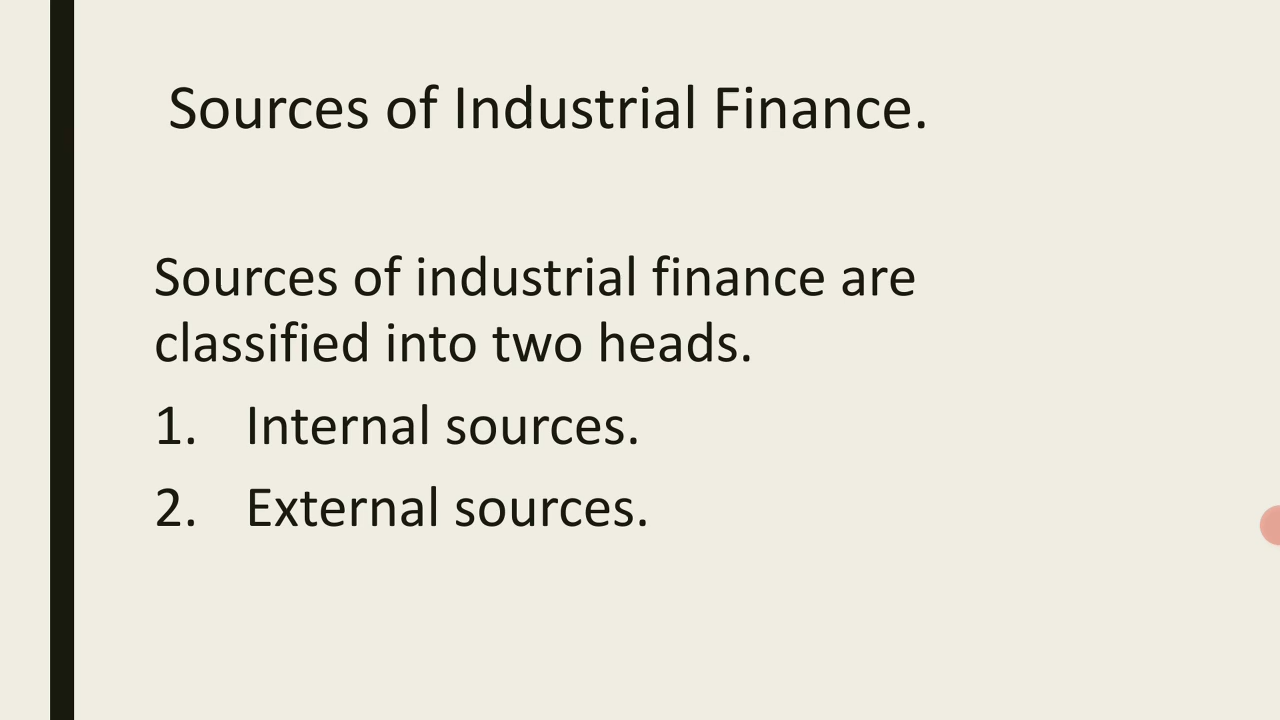 Sources of Industrial Finance.
Sources of industrial finance are
classified into two heads.
1. Internal sources.
2. External sources.